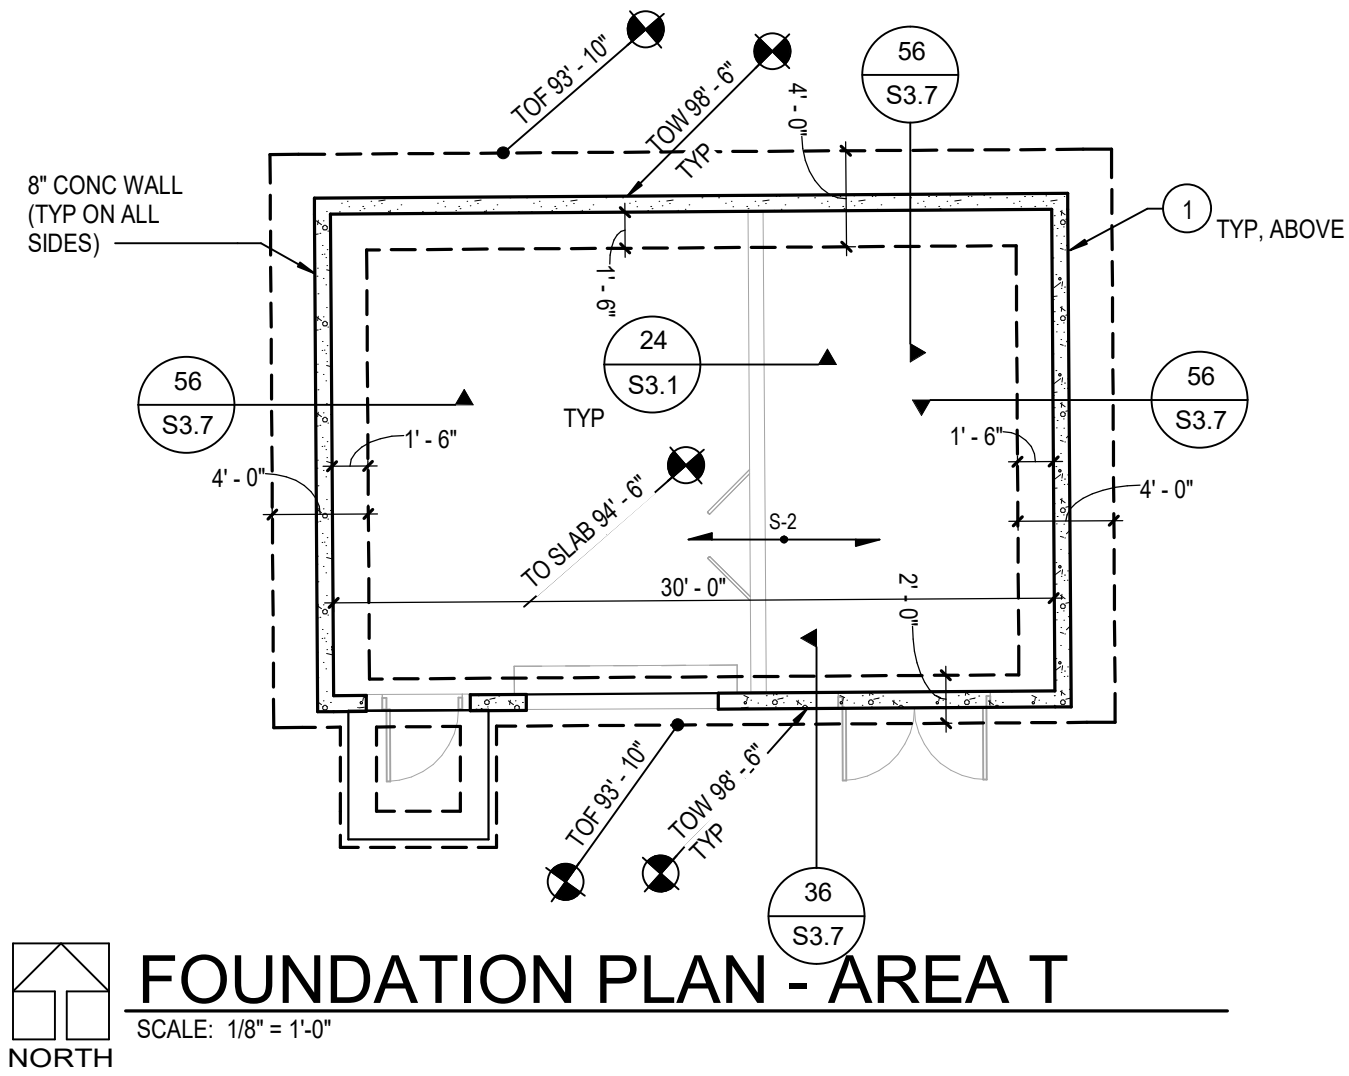 TOF 93' - 10"
TOW 98' - 6"
TYP
4' - 0"
56
S3.7
8" CONC WALL
(TYP ON ALL
SIDES)
1
TYP, ABOVE
1' - 6"
24
S3.1
TYP
56
S3.7
56
S3.7
1' - 6"
1' - 6"
4' - 0"
4' - 0"
TO SLAB 94' - 6"
S-2
30' - 0"
2' - 0"
TOF 93' - 10"
TOW 98' - 6"
TYP
36
S3.7
FOUNDATION PLAN - AREA T
SCALE: 1/8" = 1'-0"
NORTH